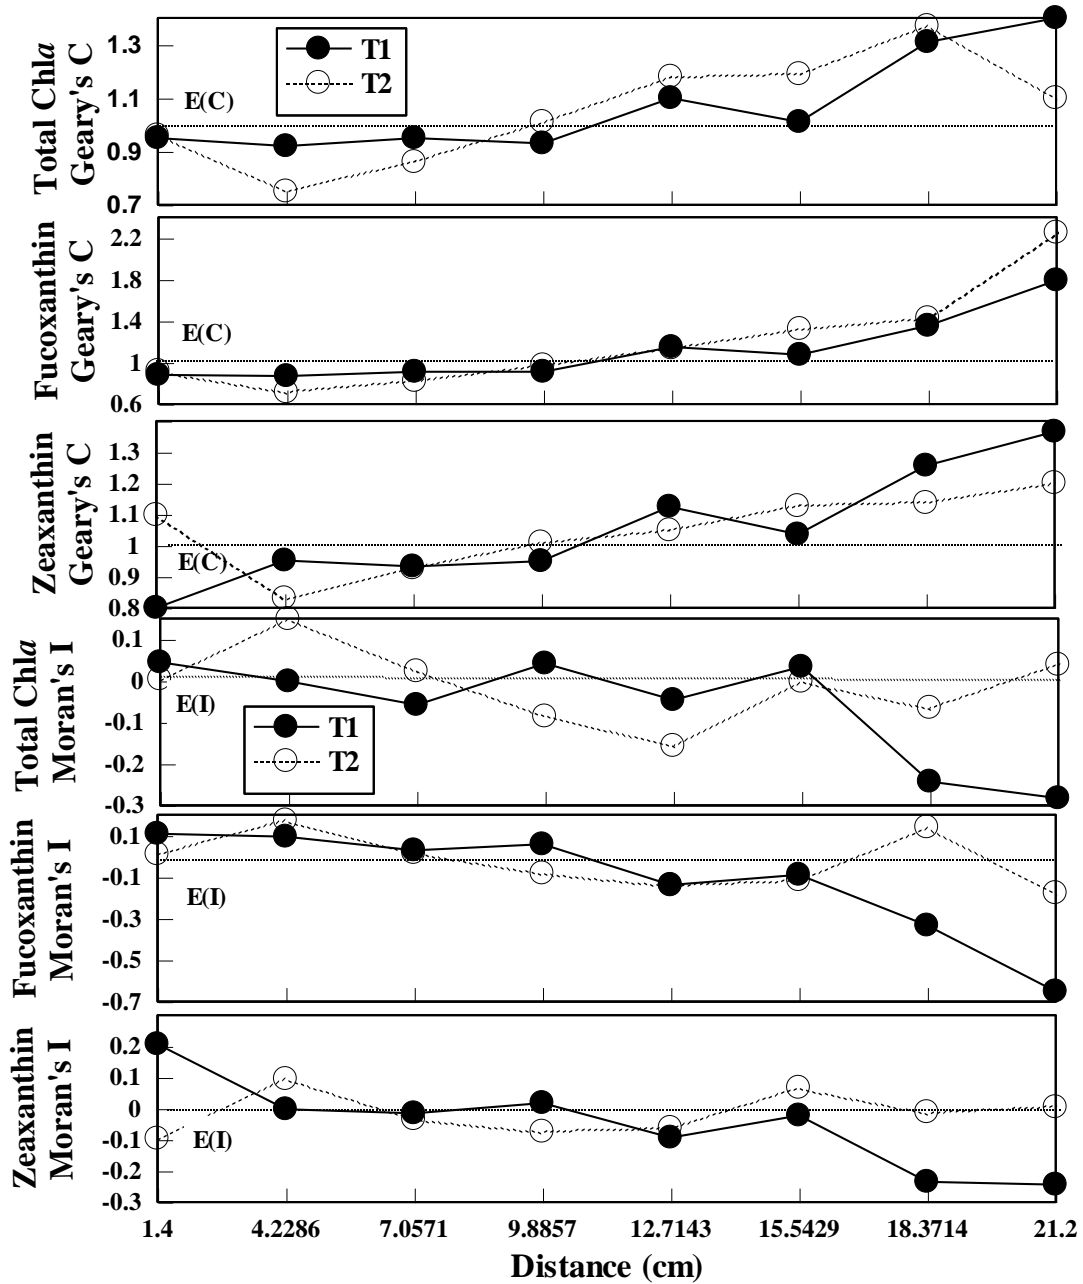 Total Chla
Geary's C
1.3
1.1
0.9
0.7
E(C)
T1
T2
Fucoxanthin
Geary's C
2.2
1.8
1.4
1
0.6
E(C)
Zeaxanthin
Geary's C
1.3
1.2
1.1
1
0.9
0.8
E(C)
Total Chla
Moran's I
0.1
0
-0.1
-0.2
-0.3
E(I)
T1
T2
Fucoxanthin
Moran's I
0.1
-0.1
-0.3
-0.5
-0.7
E(I)
Zeaxanthin
Moran's I
0.2
0.1
0
-0.1
-0.2
-0.3
E(I)
1.4 4.2286 7.0571 9.8857 12.7143 15.5429 18.3714 21.2
Distance (cm)